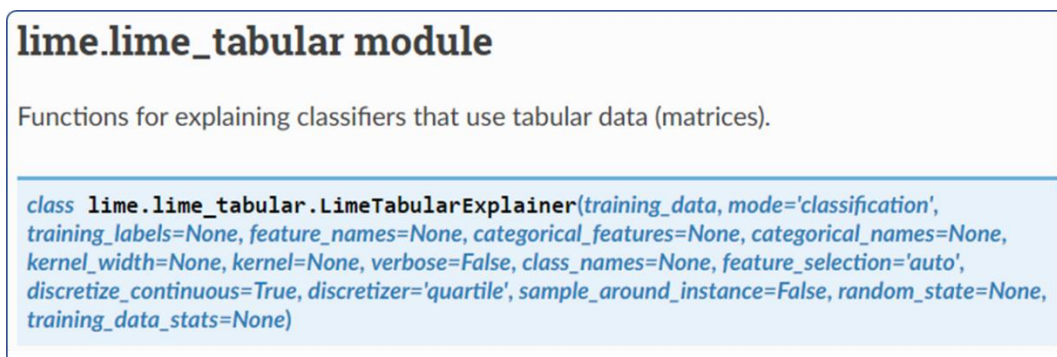 lime.lime_tabular module
Functions for explaining classifiers that use tabular data (matrices).
class lime.lime_tabular.LimeTabularExplainer(training_data, mode='classification',
training_labels=None, feature_names=None, categorical_features=None, categorical_names=None,
kernel_width=None, kernel=None, verbose=False, class_names=None, feature_selection='auto',
discretize_continuous=True, discretizer='quartile', sample_around_instance=False, random_state=None,
training_data_stats=None)